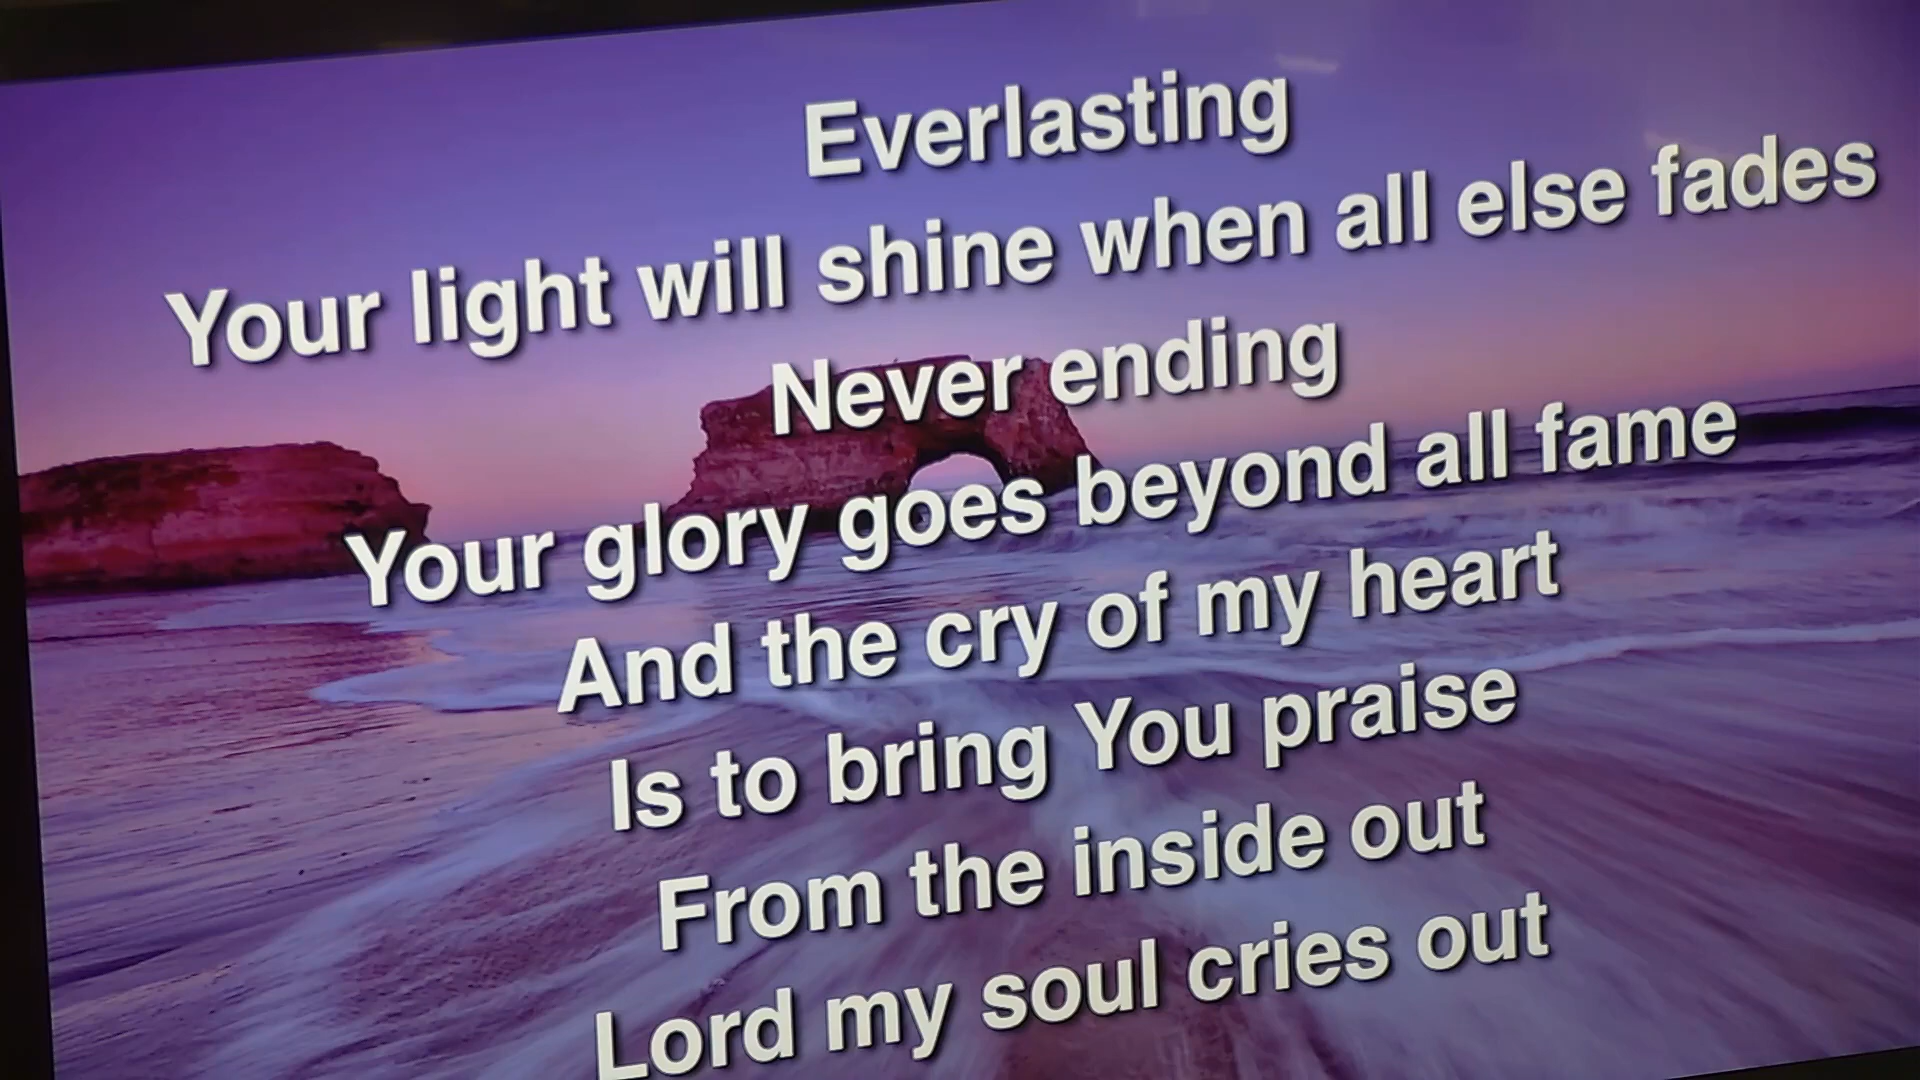 Everlasting
Your light will shine when all else fades
Never ending
Your glory goes beyond all fame
And the cry of my heart
Is to bring You praise
From the inside out
Lord my soul cries out